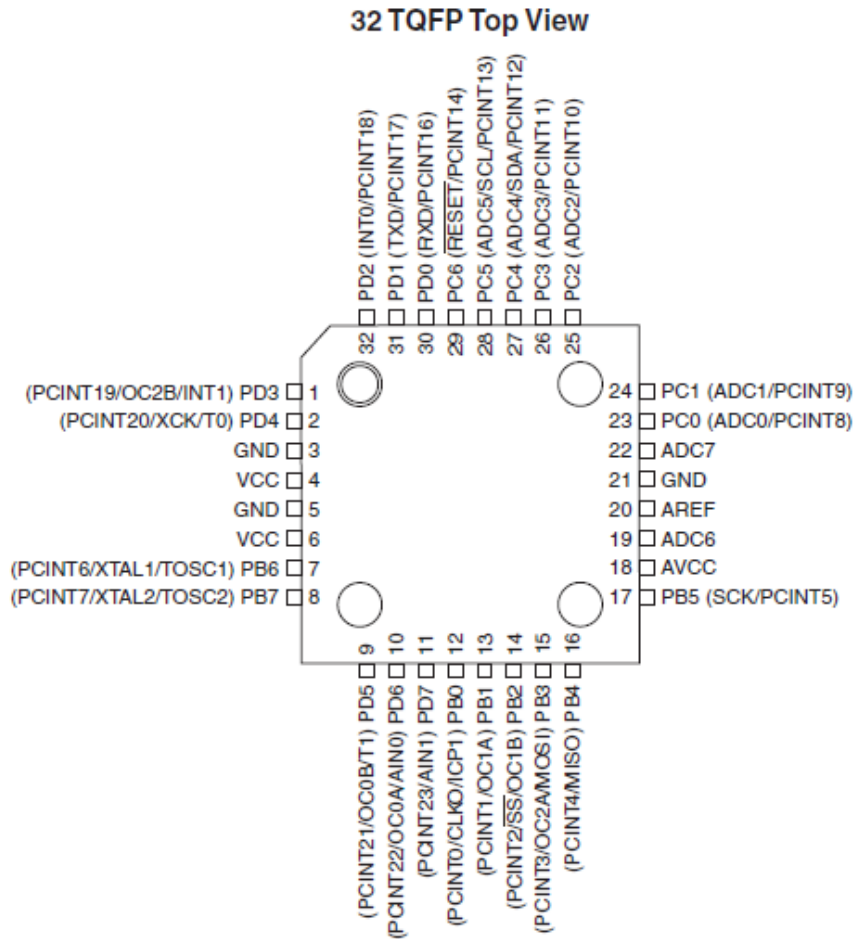 32 TQFP Top View
PD2 (INT0/PCINT18)
PD1 (TXD/PCINT17)
PD0 (RXD/PCINT16)
PC6 (RESET/PCINT14)
PC5 (ADC5/SCL/PCINT13)
PC4 (ADC4/SDA/PCINT12)
PC3 (ADC3/PCINT11)
PC2 (ADC2/PCINT10)
32
31
30
29
28
27
26
25
(PCINT19/OC2B/INT1) PD3 1
(PCINT20/XCK/T0) PD4 2
GND 3
VCC 4
GND 5
VCC 6
(PCINT6/XTAL1/TOSC1) PB6 7
(PCINT7/XTAL2/TOSC2) PB7 8
24 PC1 (ADC1/PCINT9)
23 PC0 (ADC0/PCINT8)
22 ADC7
21 GND
20 AREF
19 ADC6
18 AVCC
17 PB5 (SCK/PCINT5)
9
10
11
12
13
14
15
16
(PCINT21/OC0B/T1) PD5
(PCINT22/OC0A/AIN0) PD6
(PCINT23/AIN1) PD7
(PCINT0/CLKO/ICP1) PB0
(PCINT1/OC1A) PB1
(PCINT2/SS/OC1B) PB2
(PCINT3/OC2A/MOSI) PB3
(PCINT4/MISO) PB4